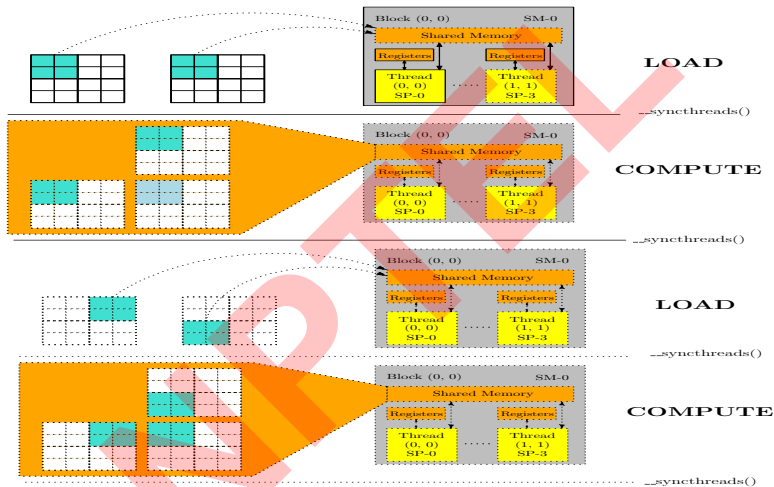 Block (0, 0) SM-0
Shared Memory
Registers Registers
Thread Thread
(0, 0) ..... (1, 1)
SP-0 SP-3
LOAD
__syncthreads()
Block (0, 0) SM-0
Shared Memory
Registers Registers
Thread Thread
(0, 0) ..... (1, 1)
SP-0 SP-3
COMPUTE
__syncthreads()
Block (0, 0) SM-0
Shared Memory
Registers Registers
Thread Thread
(0, 0) ..... (1, 1)
SP-0 SP-3
LOAD
__syncthreads()
Block (0, 0) SM-0
Shared Memory
Registers Registers
Thread Thread
(0, 0) ..... (1, 1)
SP-0 SP-3
COMPUTE
__syncthreads()
NPTEL